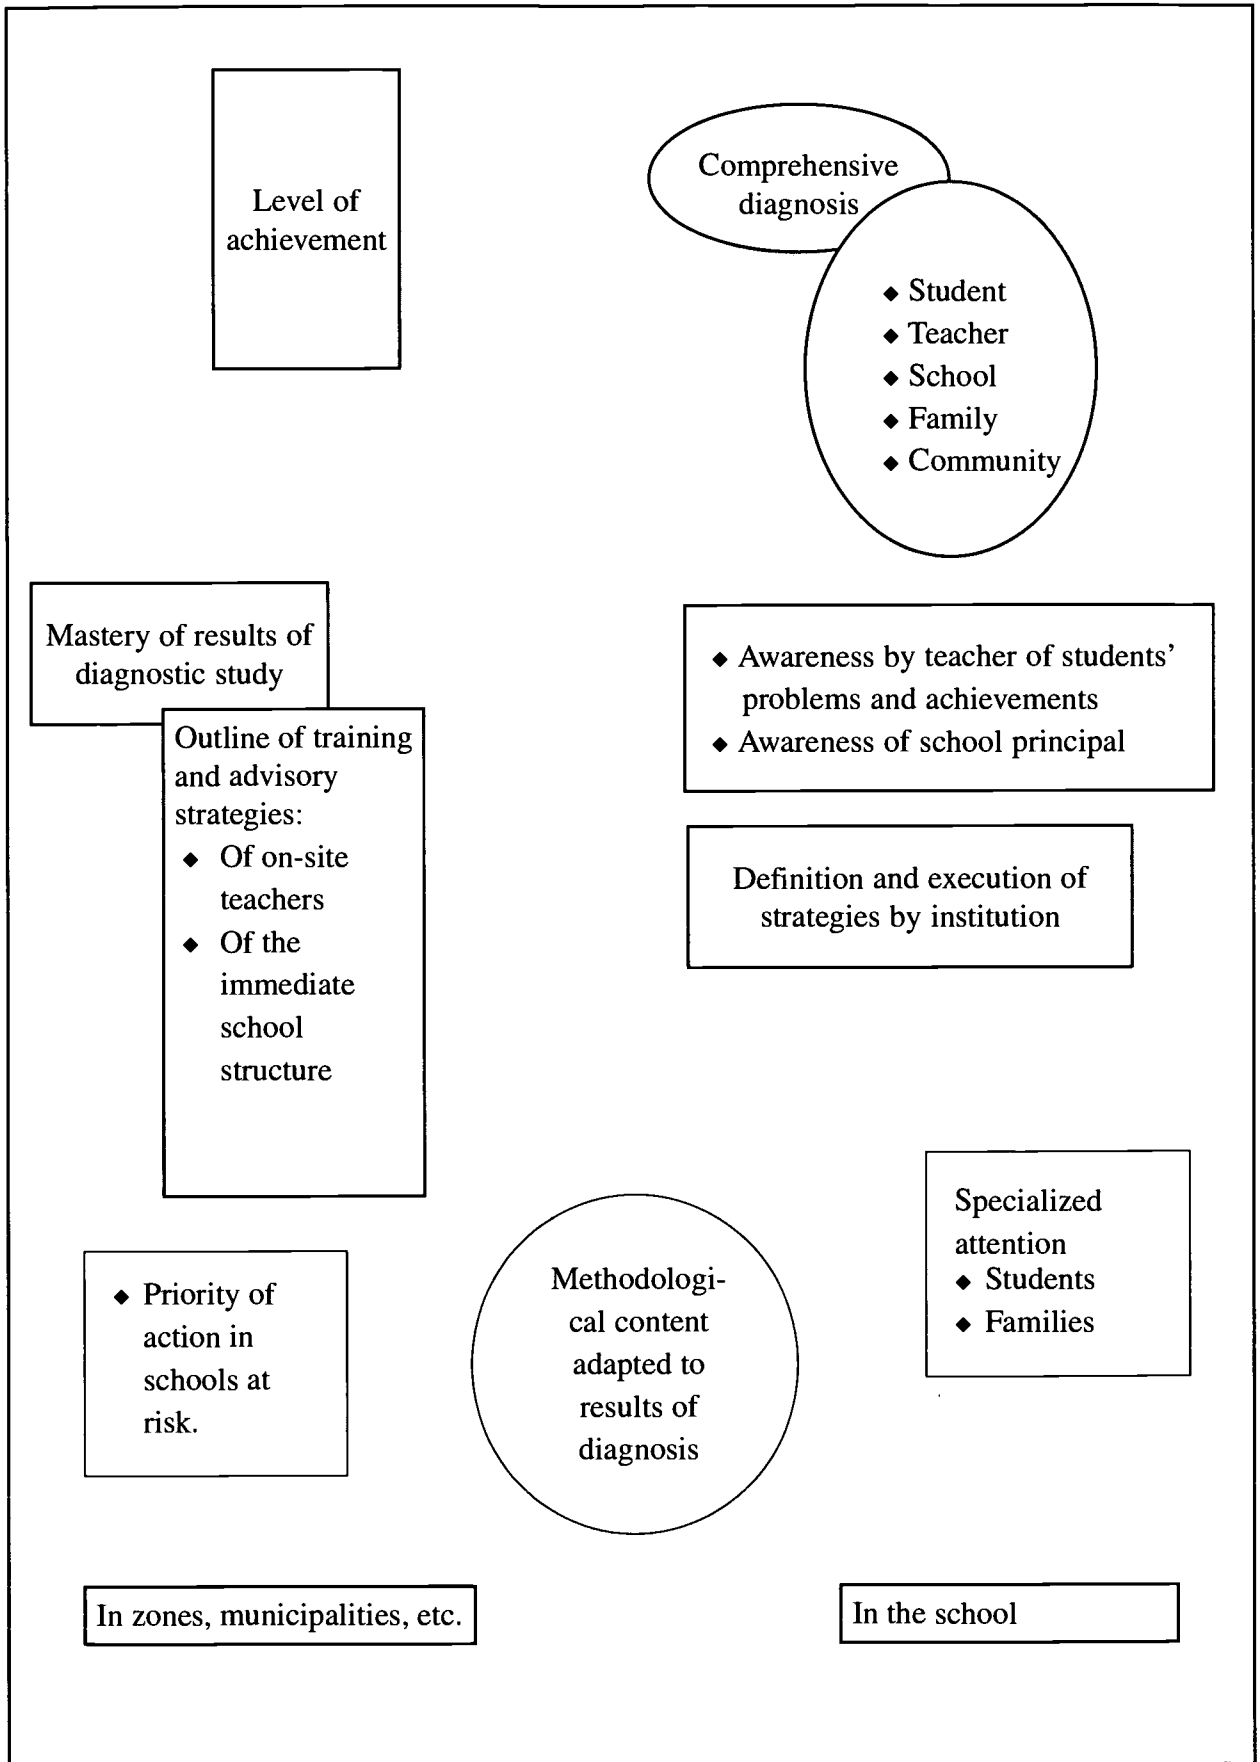 Level of
achievement
Comprehensive
diagnosis
◆ Student
◆ Teacher
◆ School
◆ Family
◆ Community
Mastery of results of
diagnostic study
Outline of training
and advisory
strategies:
◆ Of on-site
teachers
◆ Of the
immediate
school
structure
◆ Awareness by teacher of students’
problems and achievements
◆ Awareness of school principal
Definition and execution of
strategies by institution
◆ Priority of
action in
schools at
risk.
Methodologi-
cal content
adapted to
results of
diagnosis
Specialized
attention
◆ Students
◆ Families
In zones, municipalities, etc.
In the school